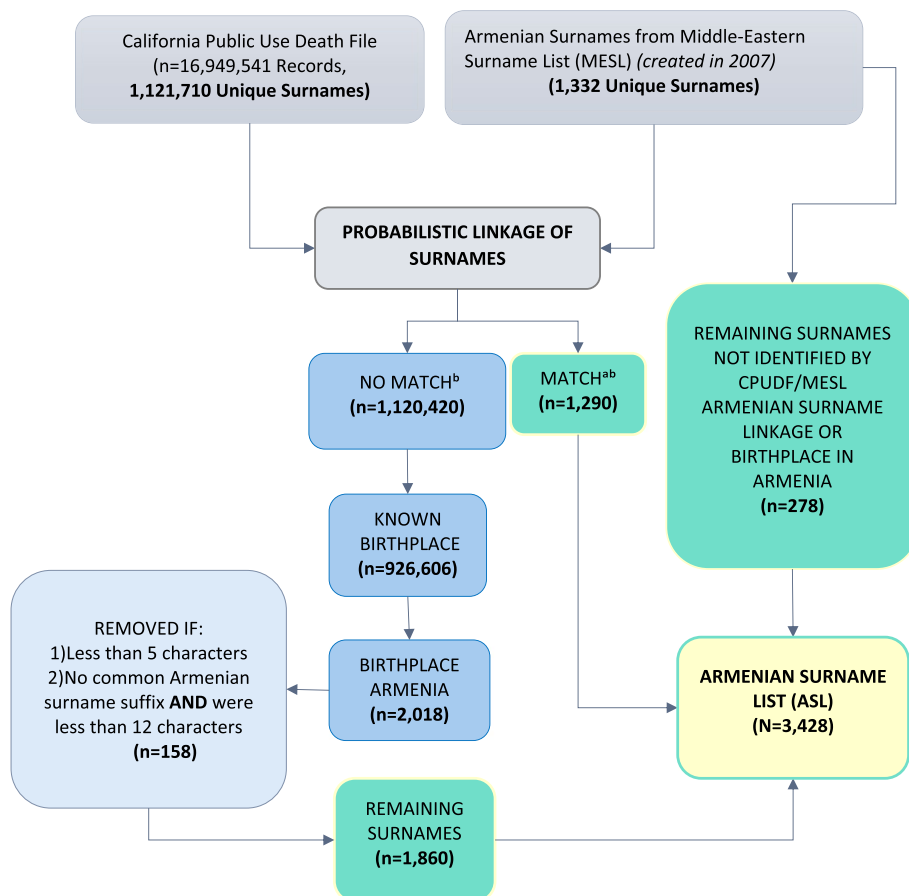 California Public Use Death File
(n=16,949,541 Records,
1,121,710 Unique Surnames)
Armenian Surnames from Middle-Eastern
Surname List (MESL) (created in 2007)
(1,332 Unique Surnames)
PROBABILISTIC LINKAGE OF
SURNAMES
NO MATCHᵇ
(n=1,120,420)
MATCHᵃᵇ
(n=1,290)
REMAINING SURNAMES
NOT IDENTIFIED BY
CPUDF/MESL
ARMENIAN SURNAME
LINKAGE OR
BIRTHPLACE IN
ARMENIA
(n=278)
KNOWN
BIRTHPLACE
(n=926,606)
REMOVED IF:
1)Less than 5 characters
2)No common Armenian
surname suffix AND were
less than 12 characters
(n=158)
BIRTHPLACE
ARMENIA
(n=2,018)
ARMENIAN SURNAME
LIST (ASL)
(N=3,428)
REMAINING
SURNAMES
(n=1,860)